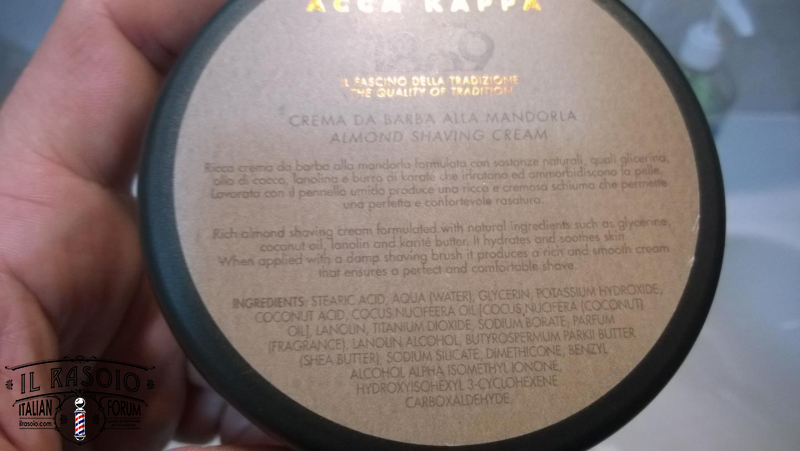 ACCA KAPPA
1869
IL FASCINO DELLA TRADIZIONE
THE QUALITY OF TRADITION
CREMA DA BARBA ALLA MANDORLA
ALMOND SHAVING CREAM
Ricca crema da barba alla mandorla formulata con sostanze naturali, quali glicerina,
olio di cocco, lanolina e burro di karate che irirlatano ed ammorbidiscono la pelle.
Lavorata con il pennello umido produce una ricca e cremosa schiuma che permette
una perfetta e confortevole rasatura.
Rich almond shaving cream formulated with natural ingredients such as glycerine,
coconut oil, lanolin and karité butter. It hydrates and soothes skin.
When applied with a damp shaving brush it produces a rich and smooth cream
that ensures a perfect and comfortable shave.
INGREDIENTS: STEARIC ACID, AQUA (WATER), GLYCERIN, POTASSIUM HYDROXIDE,
COCONUT ACID, COCUS NUCIFEERA OIL[COCUS NUOFERA (COCONUT)
OIL], LANOLIN, TITANIUM DIOXIDE, SODIUM BORATE, PARFUM
(FRAGRANCE), LANOLIN ALCOHOL, BUTYROSPERMUM PARKII BUTTER
(SHEA BUTTER), SODIUM SILICATE, DIMETHICONE, BENZYL
ALCOHOL ALPHA ISOMETHYL IONONE,
HYDROXYISOHEXYL 3-CYCLOHEXENE
CARBOXALDEHYDE.
IL RASOIO
ITALIAN FORUM
ilrasoio.com